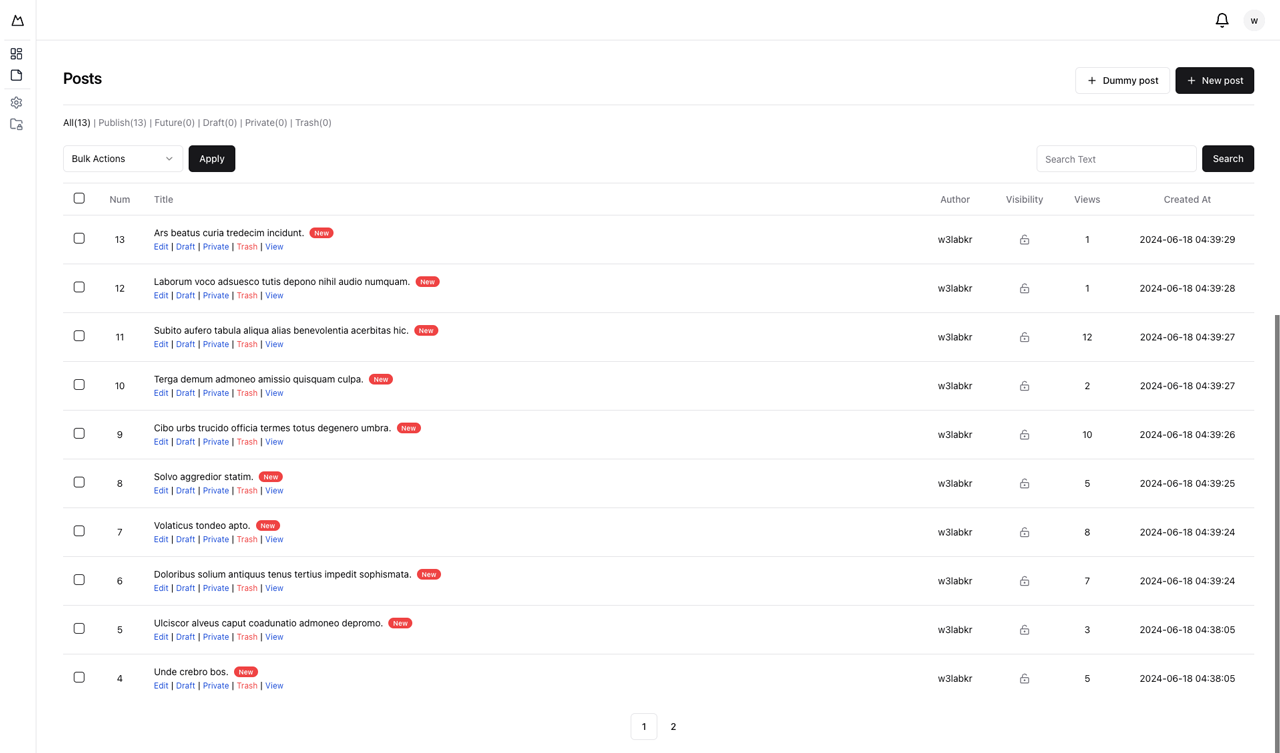 w
Posts
Dummy post
New post
All(13) | Publish(13) | Future(0) | Draft(0) | Private(0) | Trash(0)
Bulk Actions
Apply
Search Text
Search
Num Title Author Visibility Views Created At
13 Ars beatus curia tredecim incidunt. New w3labkr 1 2024-06-18 04:39:29
Edit | Draft | Private | Trash | View
12 Laborum voco adsuesco tutis depono nihil audio numquam. New w3labkr 1 2024-06-18 04:39:28
Edit | Draft | Private | Trash | View
11 Subito aufero tabula aliqua alias benevolentia acerbitas hic. New w3labkr 12 2024-06-18 04:39:27
Edit | Draft | Private | Trash | View
10 Terga demum admoneo amissio quisquam culpa. New w3labkr 2 2024-06-18 04:39:27
Edit | Draft | Private | Trash | View
9 Cibo urbs trucido officia termes totus degenero umbra. New w3labkr 10 2024-06-18 04:39:26
Edit | Draft | Private | Trash | View
8 Solvo aggredior statim. New w3labkr 5 2024-06-18 04:39:25
Edit | Draft | Private | Trash | View
7 Volaticus tondeo apto. New w3labkr 8 2024-06-18 04:39:24
Edit | Draft | Private | Trash | View
6 Doloribus solium antiquus tenus tertius impedit sophismata. New w3labkr 7 2024-06-18 04:39:24
Edit | Draft | Private | Trash | View
5 Ulciscor alveus caput coadunatio admoneo depromo. New w3labkr 3 2024-06-18 04:38:05
Edit | Draft | Private | Trash | View
4 Unde crebro bos. New w3labkr 5 2024-06-18 04:38:05
Edit | Draft | Private | Trash | View
1 2